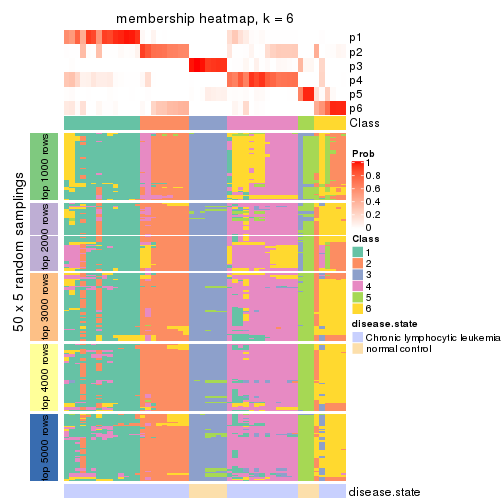 membership heatmap, k = 6
p1
p2
p3
p4
p5
p6
Class
50 x 5 random samplings
top 1000 rows
top 2000 rows
top 3000 rows
top 4000 rows
top 5000 rows
Prob
1
0.8
0.6
0.4
0.2
0
Class
1
2
3
4
5
6
disease.state
Chronic lymphocytic leukemia
normal control
disease.state